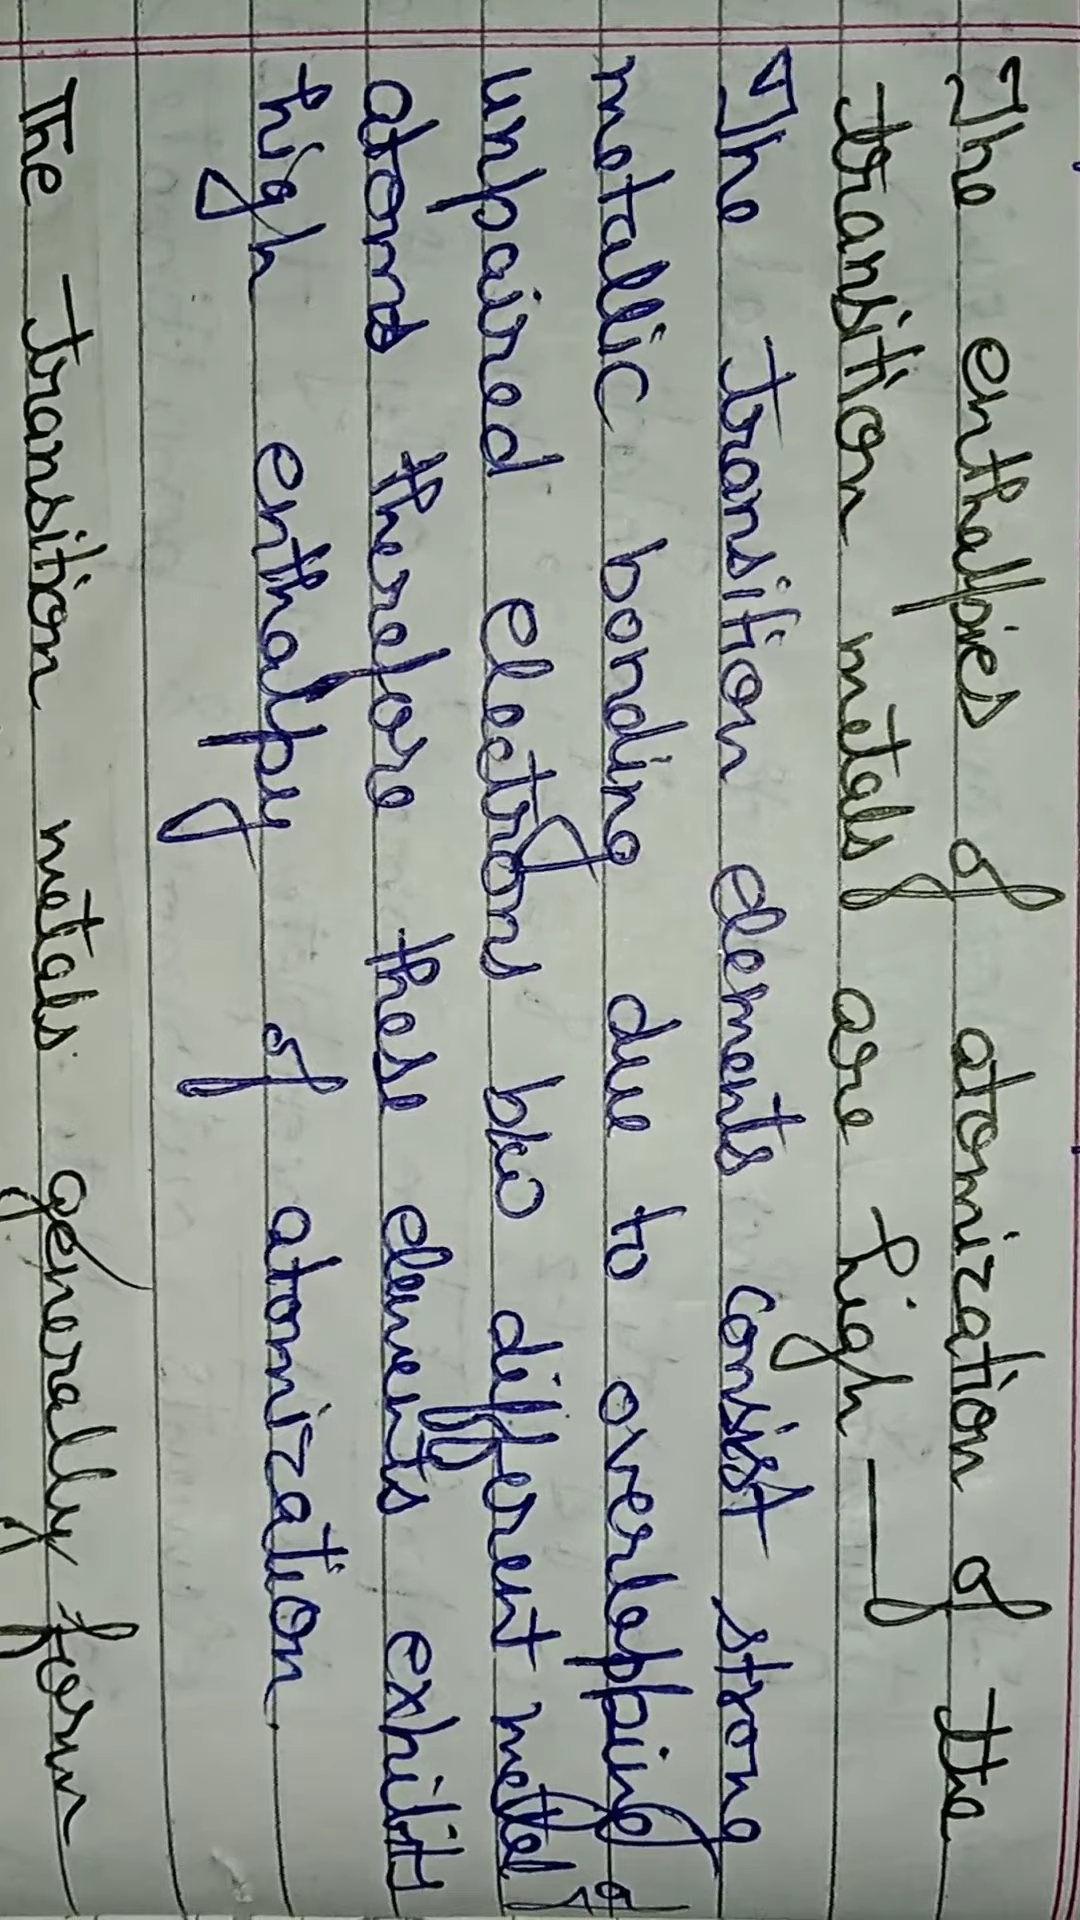 The enthalpies of atomization of the
transition metals are high —
The transition elements consist strong
metallic bonding due to overlapping of
unpaired electrons b/w different metal
atoms therefore these elements exhibits
high enthalpy of atomization.
The transition metals generally form